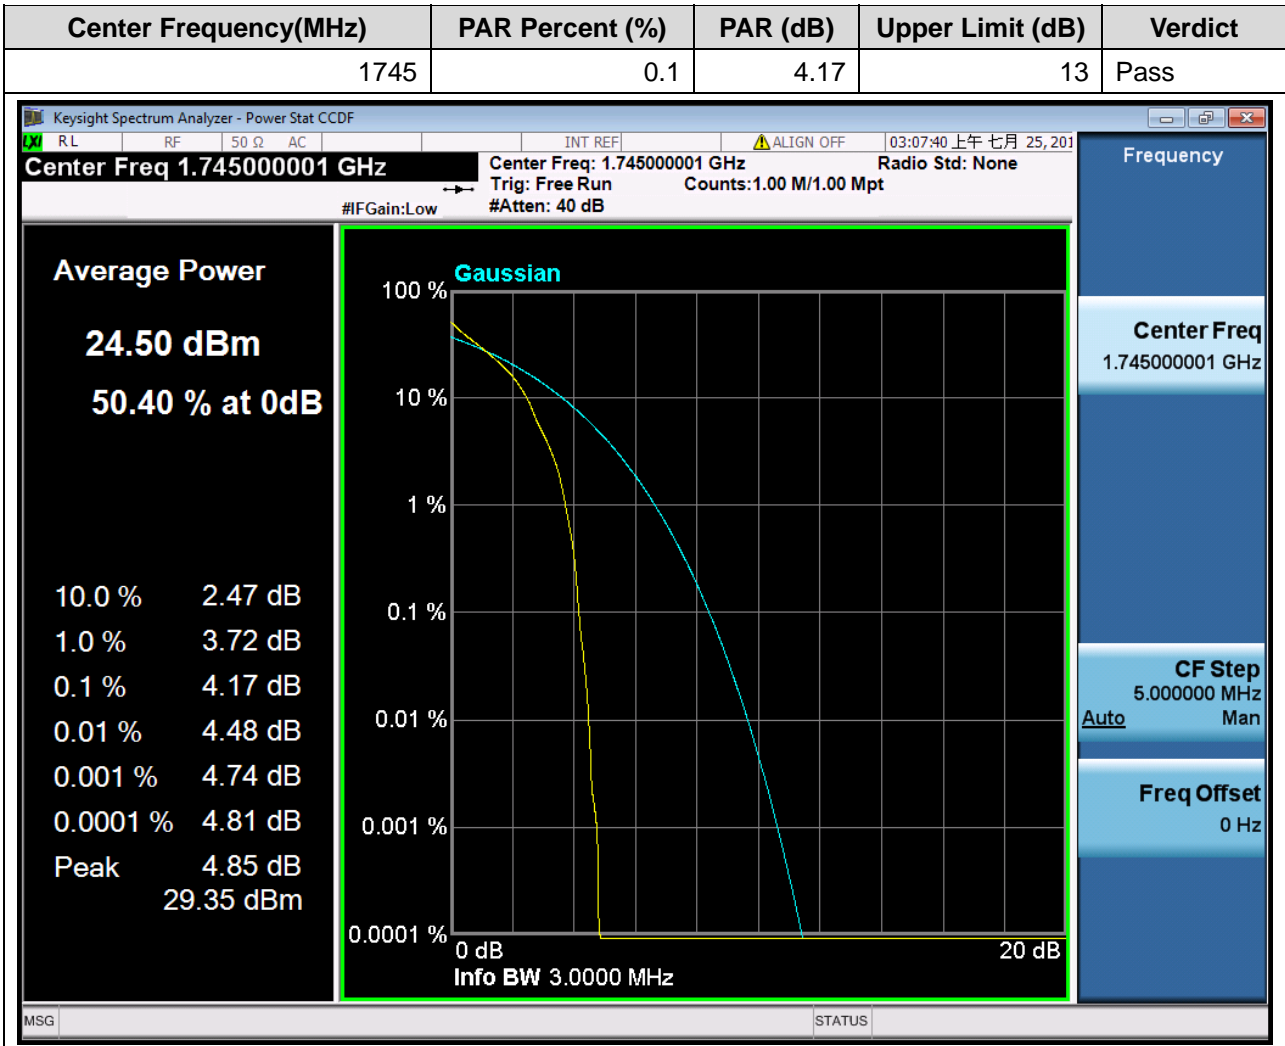 Center Frequency(MHz) PAR Percent (%) PAR (dB) Upper Limit (dB) Verdict
1745 0.1 4.17 13 Pass
Keysight Spectrum Analyzer - Power Stat CCDF
LXI RL RF 50 Ω AC INT REF ALIGN OFF 03:07:40 上午 七月 25, 201
Center Freq 1.745000001 GHz
#IFGain:Low
Center Freq: 1.745000001 GHz Radio Std: None
Trig: Free Run Counts:1.00 M/1.00 Mpt
#Atten: 40 dB
Average Power
24.50 dBm
50.40 % at 0dB
10.0 % 2.47 dB
1.0 % 3.72 dB
0.1 % 4.17 dB
0.01 % 4.48 dB
0.001 % 4.74 dB
0.0001 % 4.81 dB
Peak 4.85 dB
29.35 dBm
Gaussian
100 %
10 %
1 %
0.1 %
0.01 %
0.001 %
0.0001 %
0 dB 20 dB
Info BW 3.0000 MHz
Frequency
Center Freq
1.745000001 GHz
CF Step
5.000000 MHz
Auto Man
Freq Offset
0 Hz
MSG STATUS